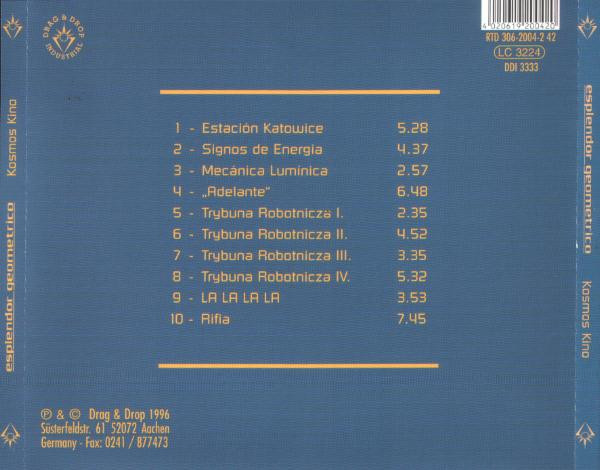 DRAG & DROP
INDUSTRIAL
4 020619 200426
RTD 306-2004-2 42
LC 3224
DDI 3333
1 - Estación Katowice 5.28
2 - Signos de Energia 4.37
3 - Mecánica Lumínica 2.57
4 - „Adelante“ 6.48
5 - Trybuna Robotnicza I. 2.35
6 - Trybuna Robotnicza II. 4.52
7 - Trybuna Robotnicza III. 3.35
8 - Trybuna Robotnicza IV. 5.32
9 - LA LA LA LA 3.53
10 - Rifia 7.45
℗ & © Drag & Drop 1996
Süsterfeldstr. 61 52072 Aachen
Germany - Fax: 0241 / 877473
esplendor geometrico Kosmos Kino
esplendor geometrico Kosmos Kino